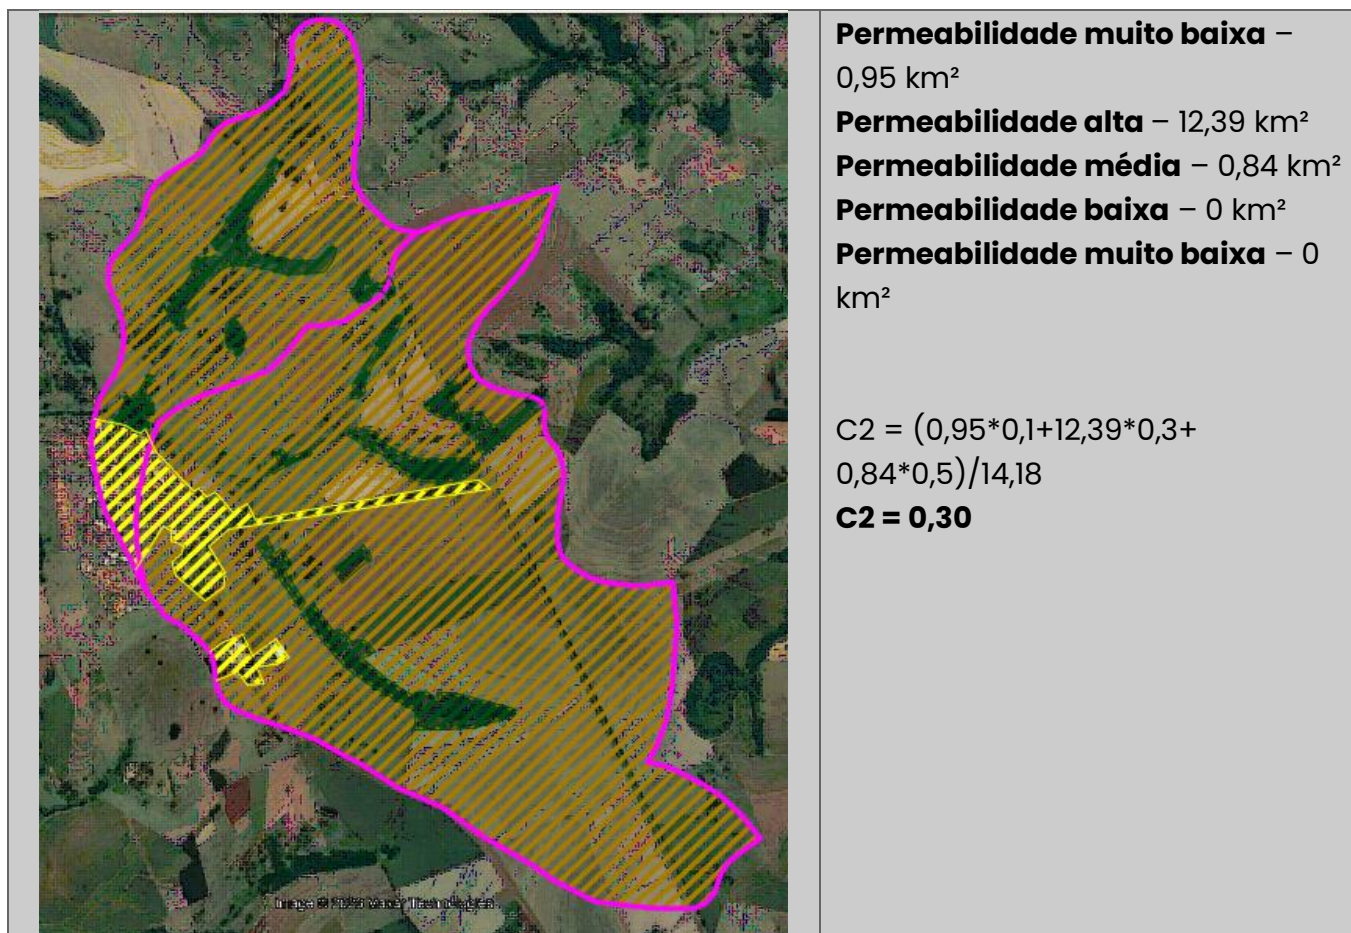 Permeabilidade muito baixa –
0,95 km²
Permeabilidade alta – 12,39 km²
Permeabilidade média – 0,84 km²
Permeabilidade baixa – 0 km²
Permeabilidade muito baixa – 0
km²
C2 = (0,95*0,1+12,39*0,3+
0,84*0,5)/14,18
C2 = 0,30
Image ©